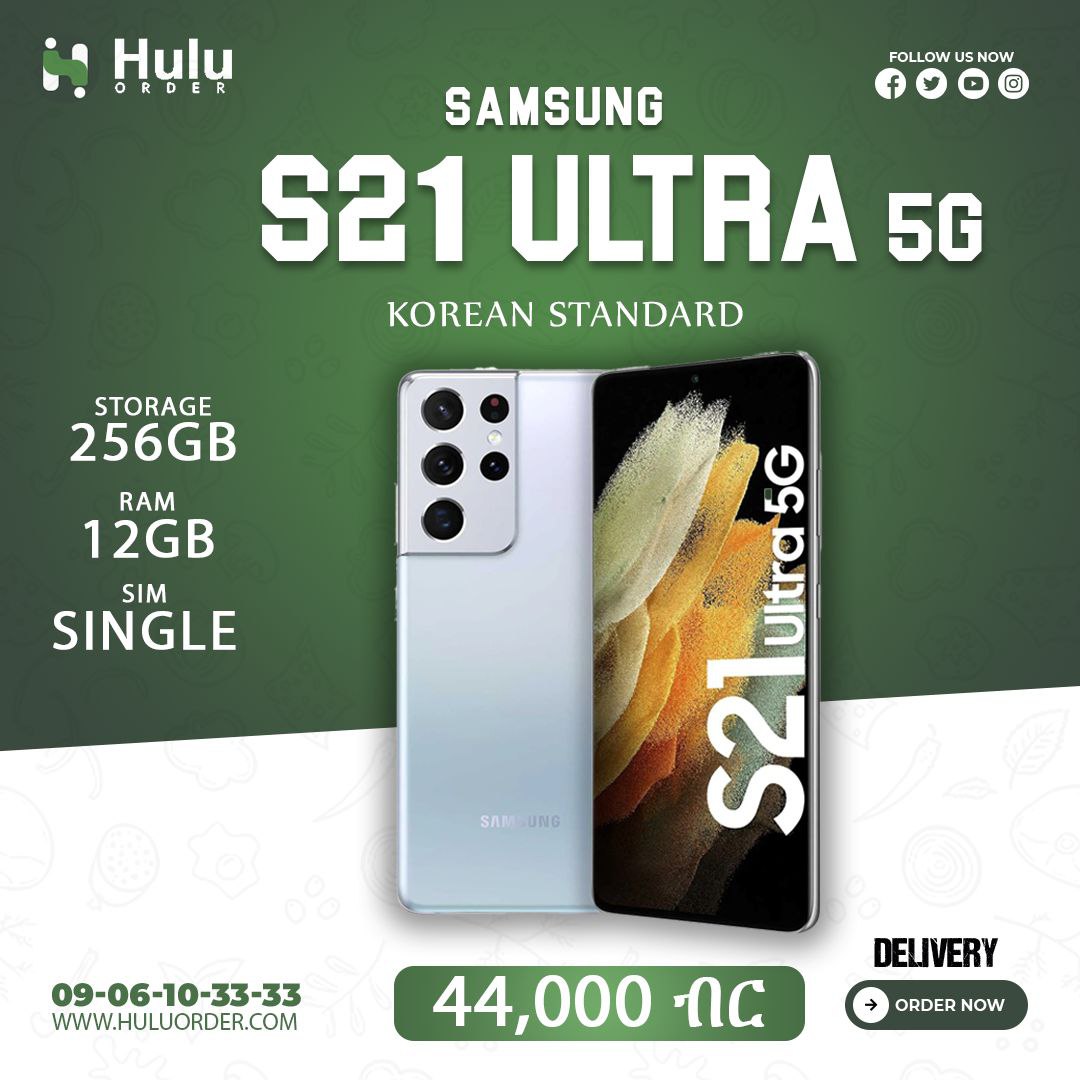 Hulu
ORDER
FOLLOW US NOW
SAMSUNG
S21 ULTRA 5G
KOREAN STANDARD
STORAGE
256GB
RAM
12GB
SIM
SINGLE
S21 Ultra 5G
SAMSUNG
DELIVERY
09-06-10-33-33
WWW.HULUORDER.COM
44,000 ብር
ORDER NOW